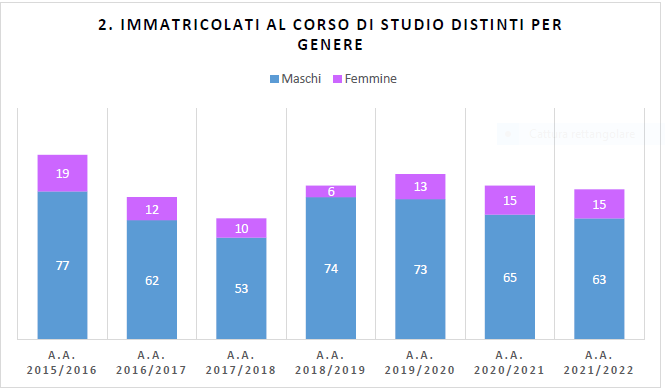 2. IMMATRICOLATI AL CORSO DI STUDIO DISTINTI PER
GENERE
Maschi Femmine
19 12 10 6 13 15 15
77 62 53 74 73 65 63
A.A. 2015/2016
A.A. 2016/2017
A.A. 2017/2018
A.A. 2018/2019
A.A. 2019/2020
A.A. 2020/2021
A.A. 2021/2022